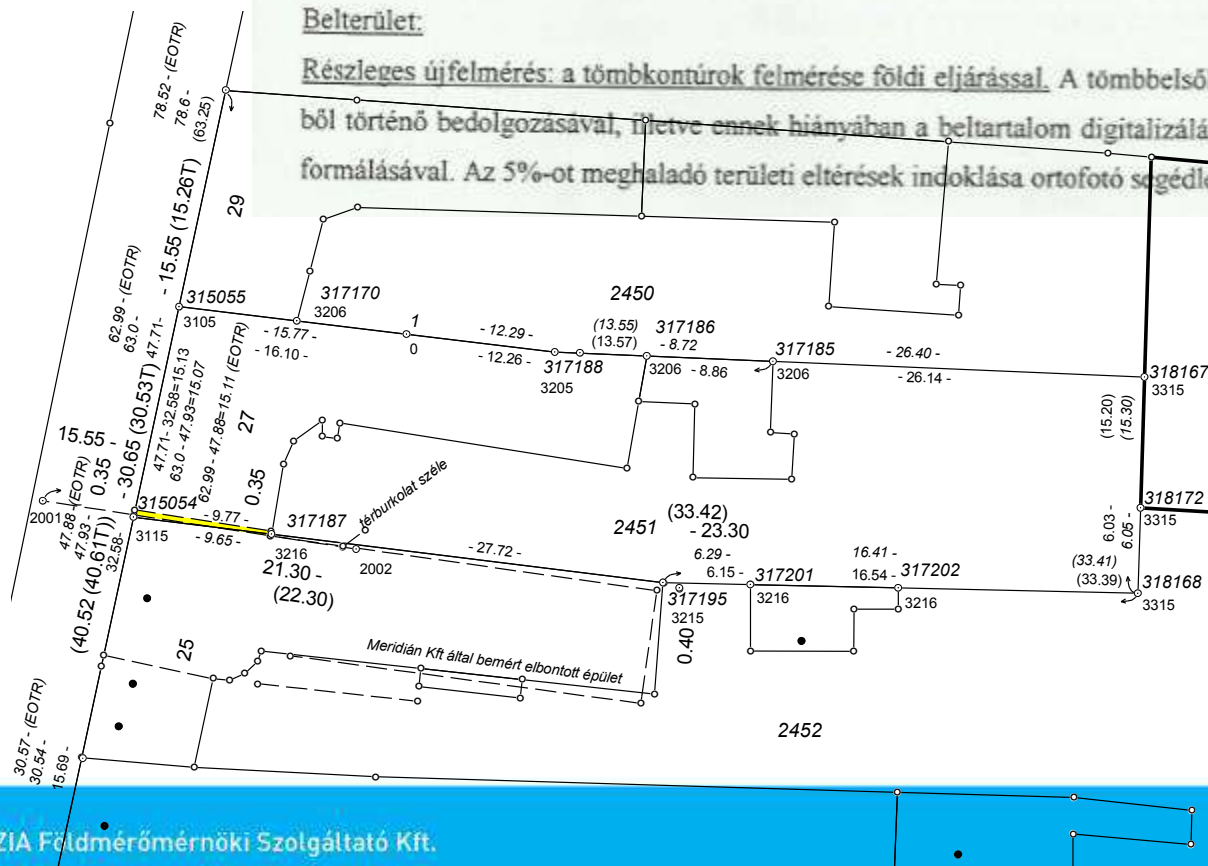 Belterület:
Részleges újfelmérés: a tömbkontúrok felmérése földi eljárással. A tömbbelső
ből történő bedolgozásával, illetve ennek hiányában a beltartalom digitalizálá
formálásával. Az 5%-ot meghaladó területi eltérések indoklása ortofotó segédle
78.52 - (EOTR)
78.6 -
(63.25)
- 15.55 (15.26T)
29
62.99 - (EOTR)
63.0 -
47.71-
315055
3105
317170
3206
- 15.77 -
- 16.10 -
1
0
- 12.29 -
- 12.26 -
2450
(13.55)
(13.57)
317186
- 8.72
3206
- 8.86
317188
3205
317185
3206
- 26.40 -
- 26.14 -
318167
3315
(15.20)
(15.30)
- 30.65 (30.53T)
47.71- 32.58=15.13
63.0 - 47.93=15.07
62.99 - 47.88=15.11 (EOTR)
27
0.35
15.55 -
0.35
2001
47.88 - (EOTR)
47.93 -
32.58-
(40.52 (40.61T))
315054
3115
- 9.77 -
- 9.65 -
317187
3216
térburkolat széle
2002
21.30 -
(22.30)
- 27.72 -
2451
(33.42)
- 23.30
6.29 -
6.15 -
317195
3215
0.40
317201
3216
16.41 -
16.54 -
317202
3216
318172
3315
6.03 -
6.05 -
(33.41)
(33.39)
318168
3315
25
Meridián Kft által bemért elbontott épület
2452
30.57 - (EOTR)
30.54 -
15.69 -
ZIA Földmérőmérnöki Szolgáltató Kft.